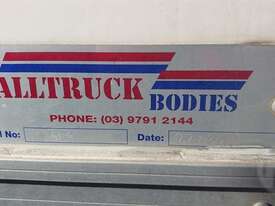 ALLTRUCK
BODIES
PHONE: (03) 9791 2144
l No:
Date: